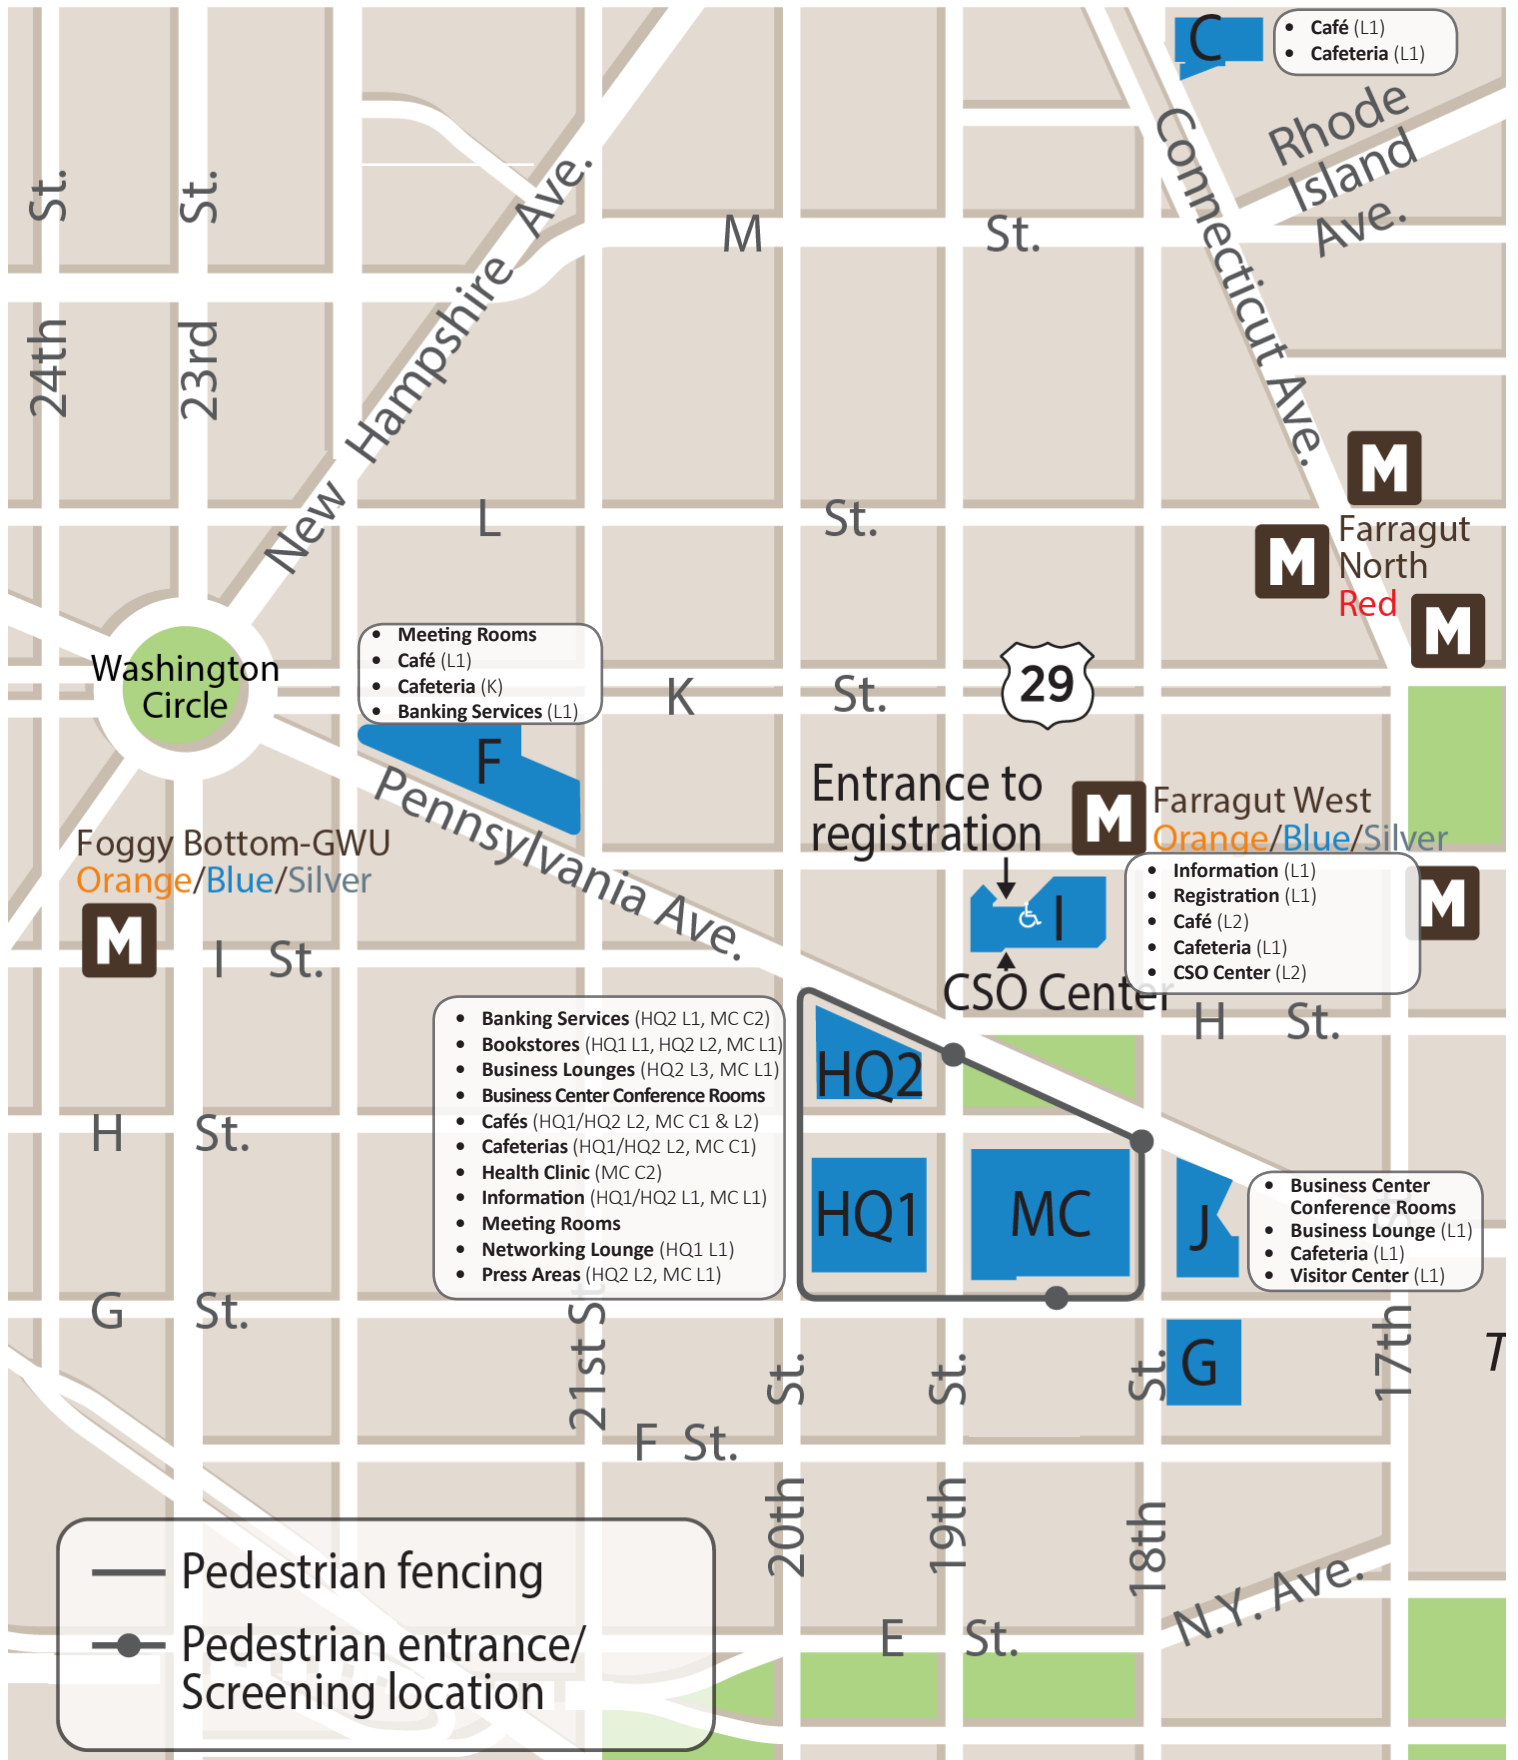 C
• Café (L1)
• Cafeteria (L1)
Rhode
Island
Ave.
Connecticut Ave.
24th St.
23rd St.
New Hampshire Ave.
M St.
L St.
M
M
Farragut
North
Red
M
Washington
Circle
• Meeting Rooms
• Café (L1)
• Cafeteria (K)
• Banking Services (L1)
F
K St.
29
Pennsylvania Ave.
Entrance to
registration
M
Farragut West
Orange/Blue/Silver
M
Foggy Bottom-GWU
Orange/Blue/Silver
M
I St.
I
• Information (L1)
• Registration (L1)
• Café (L2)
• Cafeteria (L1)
• CSO Center (L2)
CSO Center
H St.
• Banking Services (HQ2 L1, MC C2)
• Bookstores (HQ1 L1, HQ2 L2, MC L1)
• Business Lounges (HQ2 L3, MC L1)
• Business Center Conference Rooms
• Cafés (HQ1/HQ2 L2, MC C1 & L2)
• Cafeterias (HQ1/HQ2 L2, MC C1)
• Health Clinic (MC C2)
• Information (HQ1/HQ2 L1, MC L1)
• Meeting Rooms
• Networking Lounge (HQ1 L1)
• Press Areas (HQ2 L2, MC L1)
HQ2
HQ1
MC
J
• Business Center
Conference Rooms
• Business Lounge (L1)
• Cafeteria (L1)
• Visitor Center (L1)
H St.
G St.
G
21st S
20th St.
19th St.
18th St.
17th St.
T
F St.
E St.
N.Y. Ave.
Pedestrian fencing
Pedestrian entrance/
Screening location